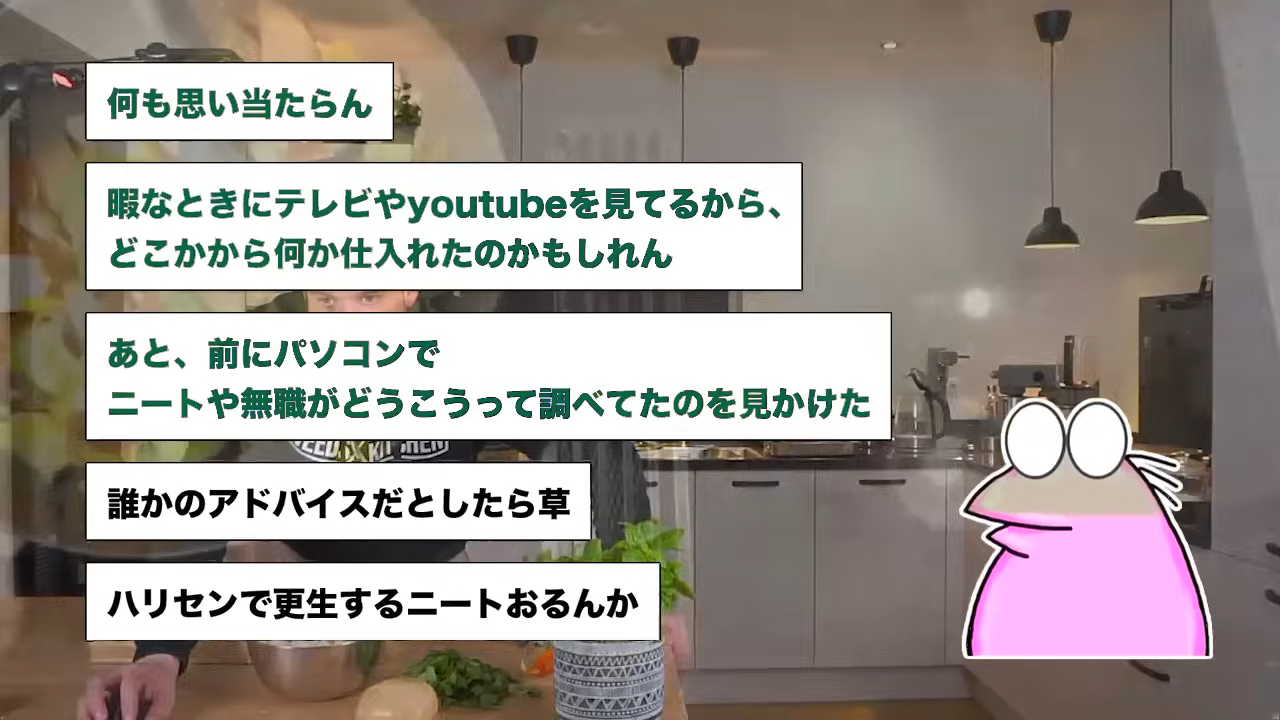 何も思い当たらん
暇なときにテレビやyoutubeを見てるから、
どこかから何か仕入れたのかもしれん
あと、前にパソコンで
ニートや無職がどうこうって調べてたのを見かけた
誰かのアドバイスだとしたら草
ハリセンで更生するニートおるんか